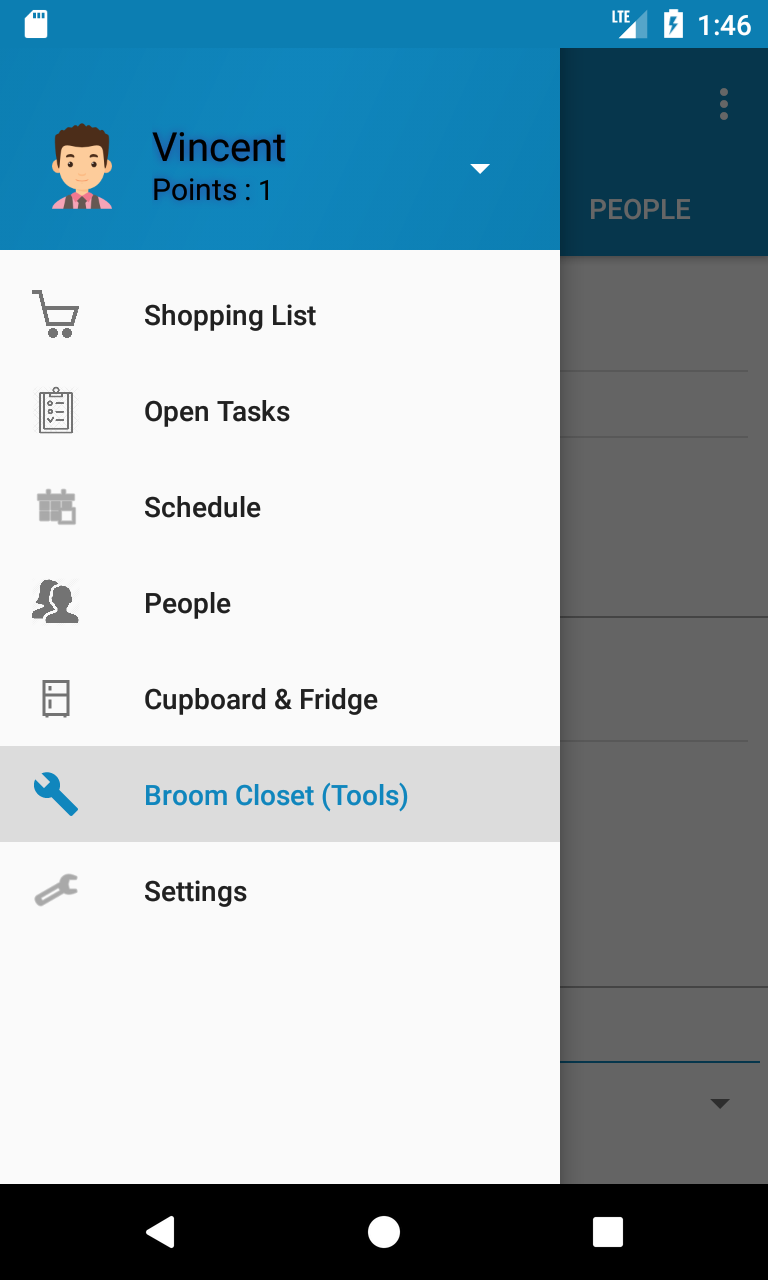 LTE 1:46
Vincent
Points : 1
PEOPLE
Shopping List
Open Tasks
Schedule
People
Cupboard & Fridge
Broom Closet (Tools)
Settings